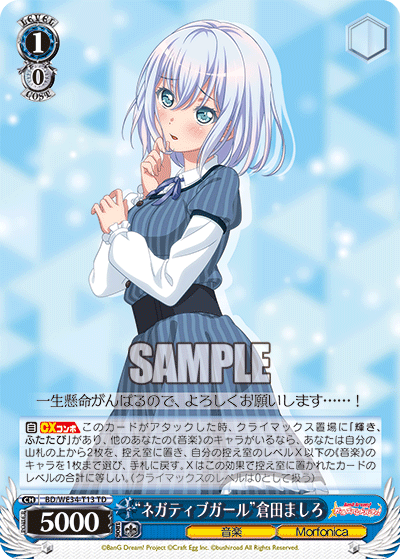 LEVEL
1
0
COST
SAMPLE
一生懸命がんばるので、よろしくお願いします……！
自 CXコンボ このカードがアタックした時、クライマックス置場に「輝き、
ふたたび」があり、他のあなたの《音楽》のキャラがいるなら、あなたは自分の
山札の上から2枚を、控え室に置き、自分の控え室のレベルX以下のキャラ
を1枚まで選び、手札に戻す。Xはこの効果で控え室に置かれたカード
のレベルの合計に等しい。（クライマックスのレベルは0として扱う）
CH BD/WE34-T13 TD
“ネガティブガール”倉田ましろ
5000
音楽 Morfonica
©BanG Dream! Project ©Craft Egg Inc. ©bushiroad All Rights Reserved.